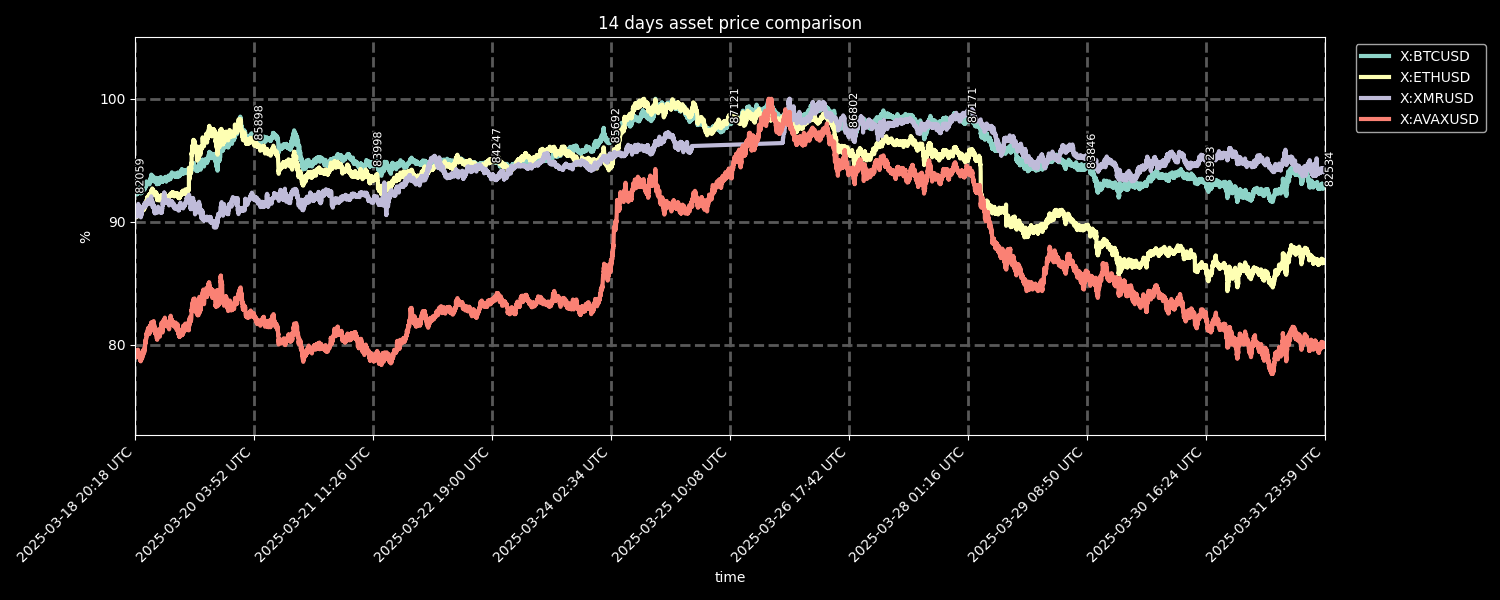 14 days asset price comparison
X:BTCUSD
X:ETHUSD
X:XMRUSD
X:AVAXUSD
100
90
80
%
82059
85898
83998
84247
85692
87121
86802
87171
83846
82923
82534
2025-03-18 20:18 UTC
2025-03-20 03:52 UTC
2025-03-21 11:26 UTC
2025-03-22 19:00 UTC
2025-03-24 02:34 UTC
2025-03-25 10:08 UTC
2025-03-26 17:42 UTC
2025-03-28 01:16 UTC
2025-03-29 08:50 UTC
2025-03-30 16:24 UTC
2025-03-31 23:59 UTC
time